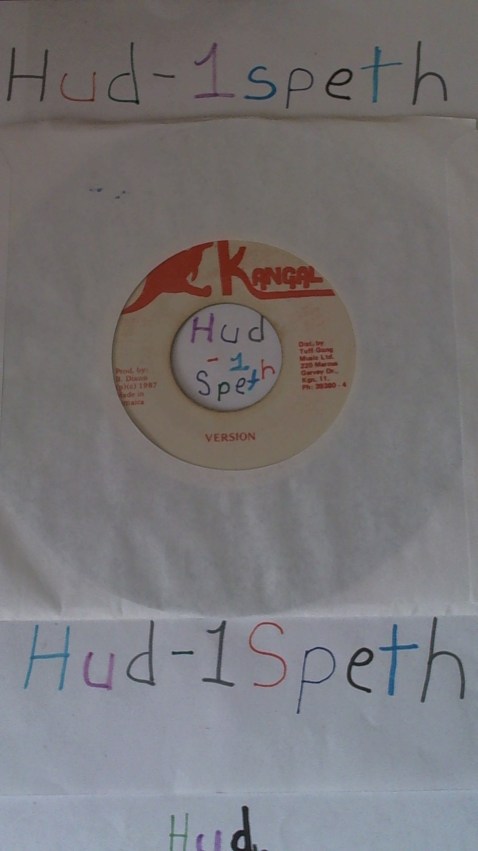 Hud-1speth
KANGAL
Hud
-1
Speth
Prod. by:
Made in
Dist. by
Tuff Gong
Music Ltd.
220 Marcus
Garvey Dr.,
Kgn. 11.
VERSION
Hud-1Speth
Hud